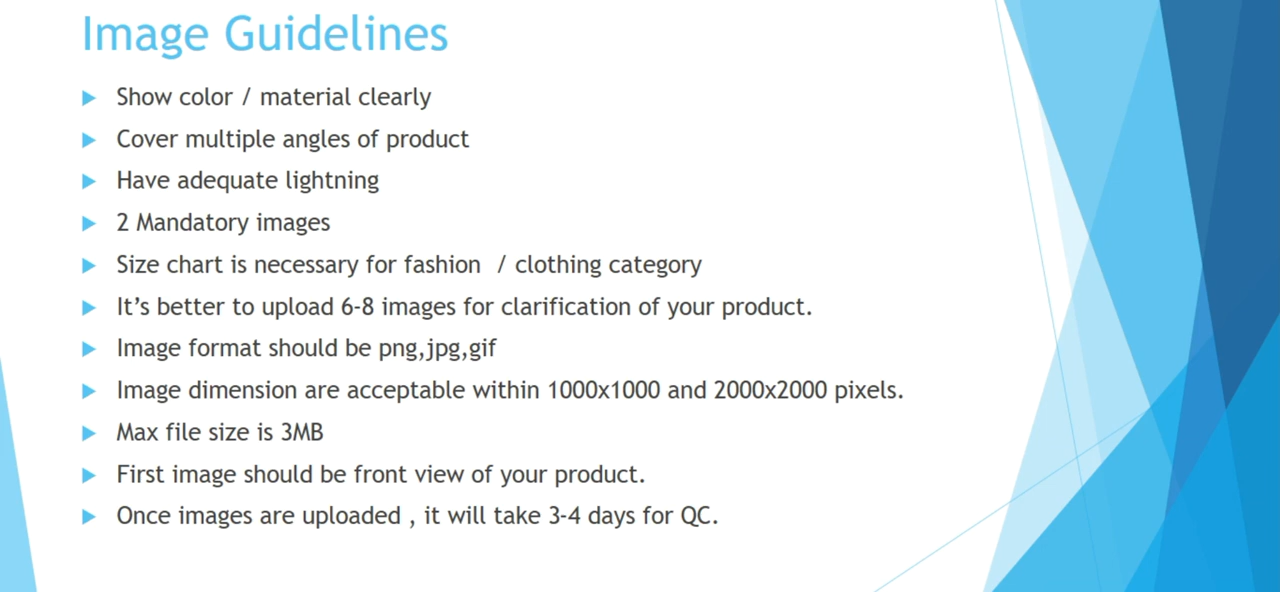 Image Guidelines
Show color / material clearly
Cover multiple angles of product
Have adequate lightning
2 Mandatory images
Size chart is necessary for fashion  / clothing category
It’s better to upload 6-8 images for clarification of your product.
Image format should be png,jpg,gif
Image dimension are acceptable within 1000x1000 and 2000x2000 pixels.
Max file size is 3MB
First image should be front view of your product.
Once images are uploaded , it will take 3-4 days for QC.